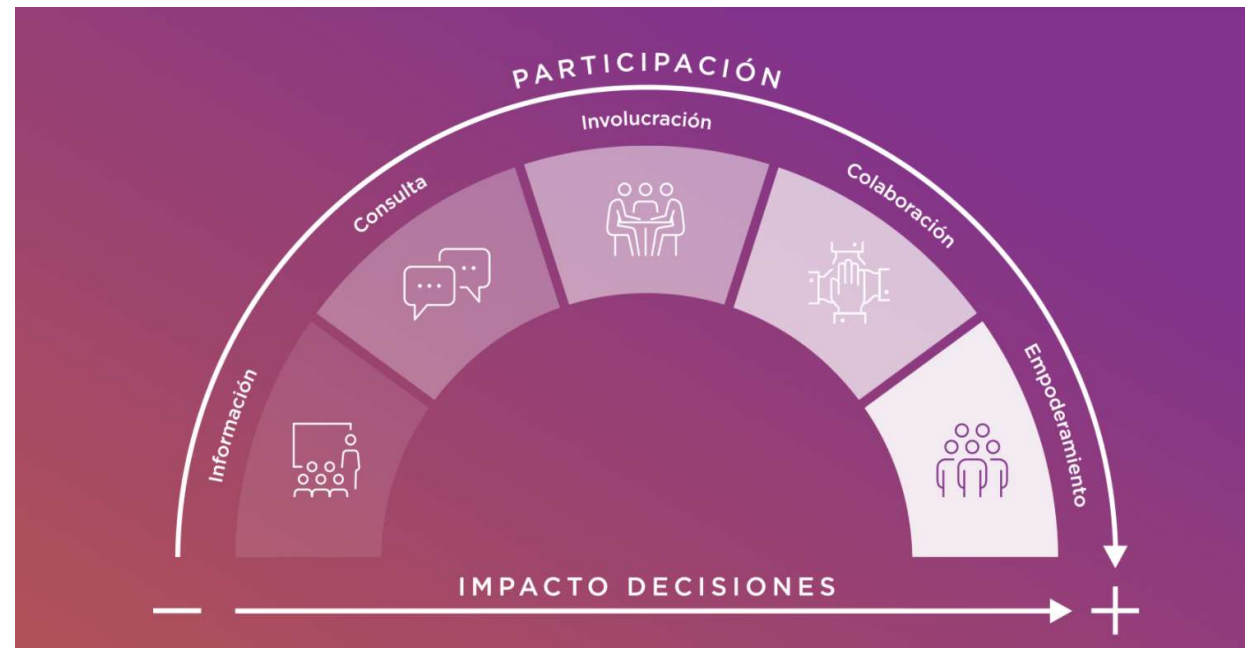 PARTICIPACIÓN
Información
Consulta
Involucración
Colaboración
Empoderamiento
IMPACTO DECISIONES